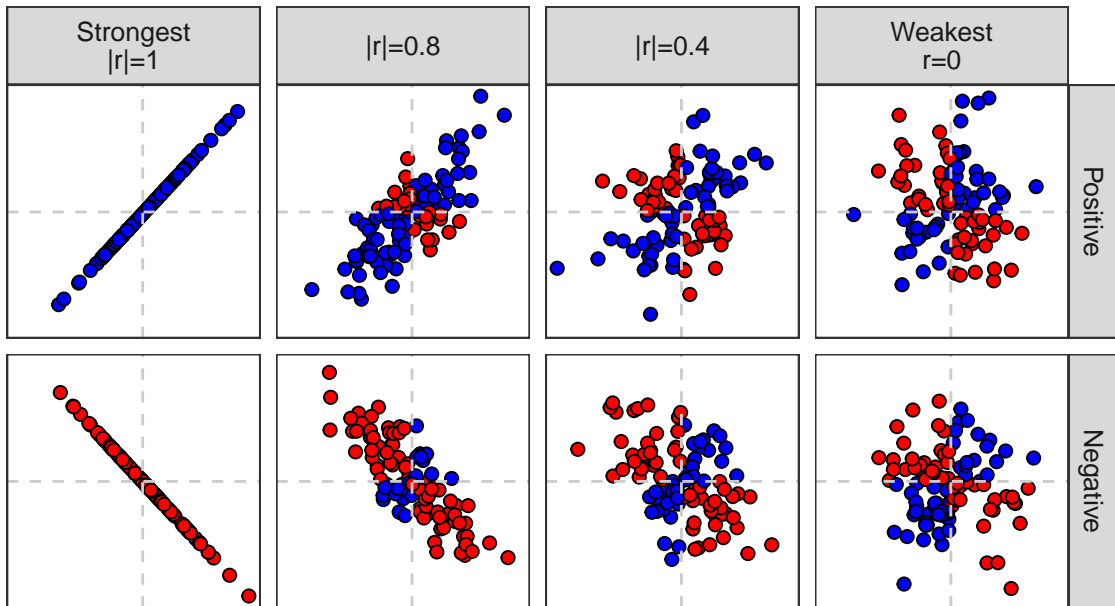 Strongest
|r|=1
|r|=0.8
|r|=0.4
Weakest
r=0
Positive
Negative